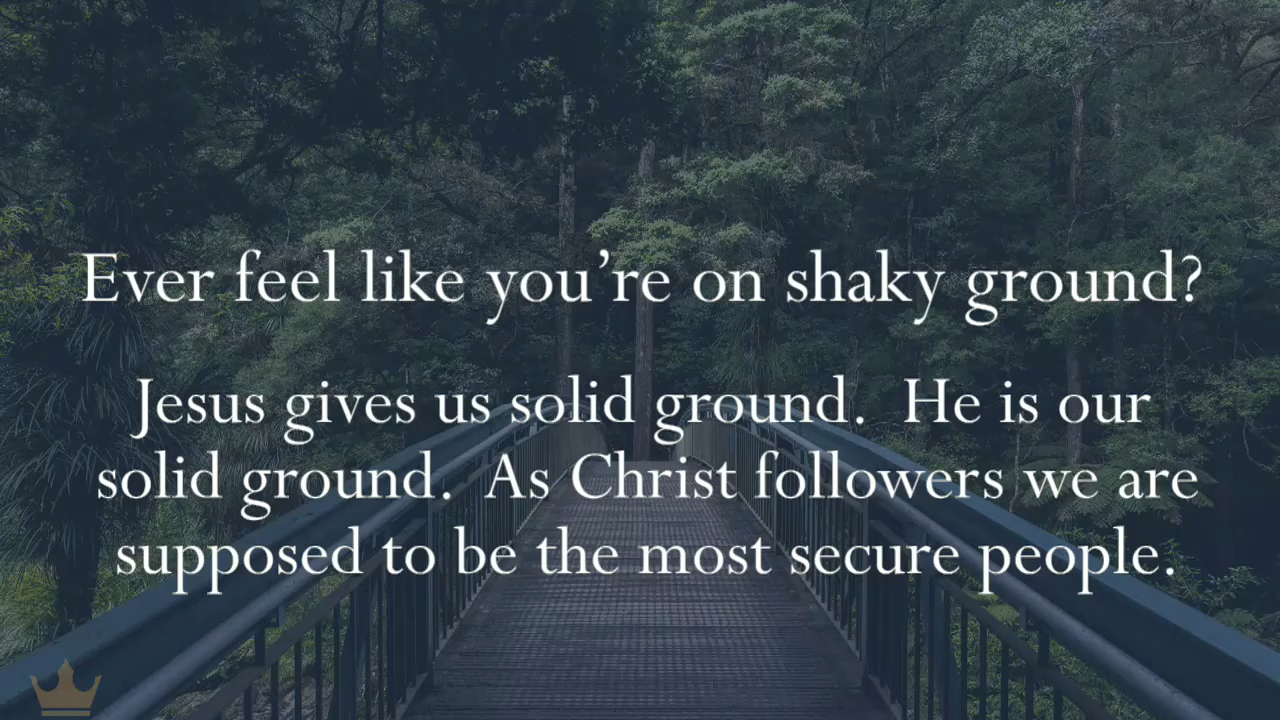 Ever feel like you’re on shaky ground?
Jesus gives us solid ground.  He is our
solid ground.  As Christ followers we are
supposed to be the most secure people.